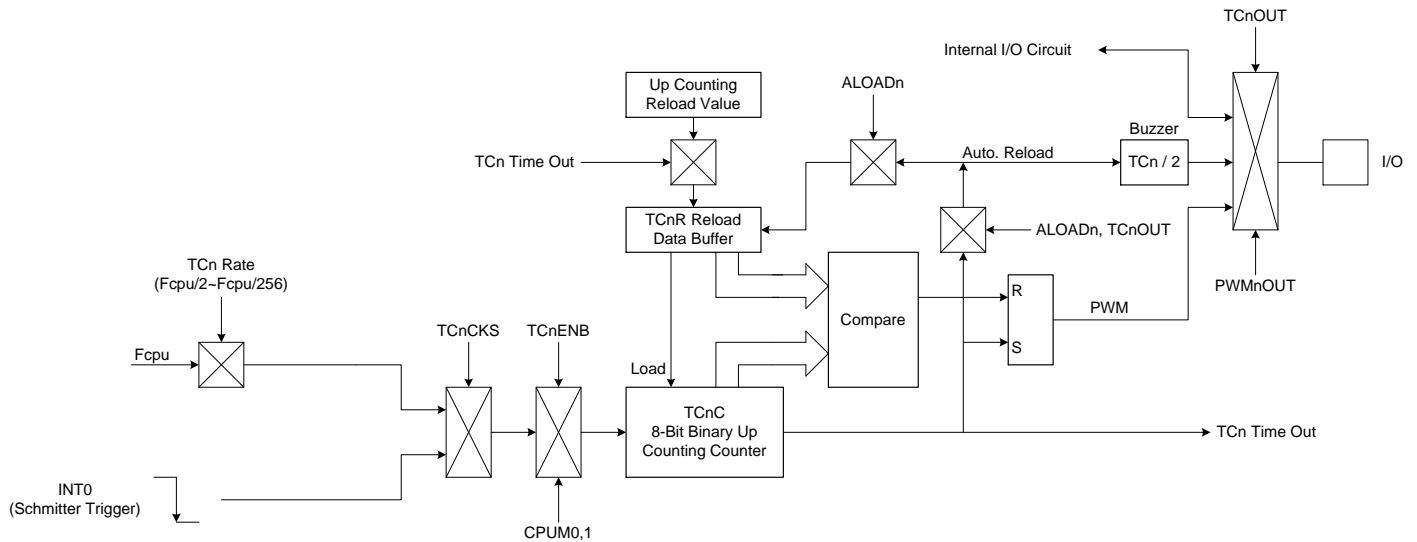 TCnOUT
Internal I/O Circuit
Up Counting
Reload Value
ALOADn
Buzzer
TCn Time Out
Auto. Reload
TCn / 2
I/O
TCnR Reload
Data Buffer
ALOADn, TCnOUT
TCn Rate
(Fcpu/2~Fcpu/256)
PWMnOUT
R
PWM
Compare
TCnCKS
TCnENB
S
Fcpu
Load
TCnC
8-Bit Binary Up
Counting Counter
TCn Time Out
INT0
(Schmitter Trigger)
CPUM0,1